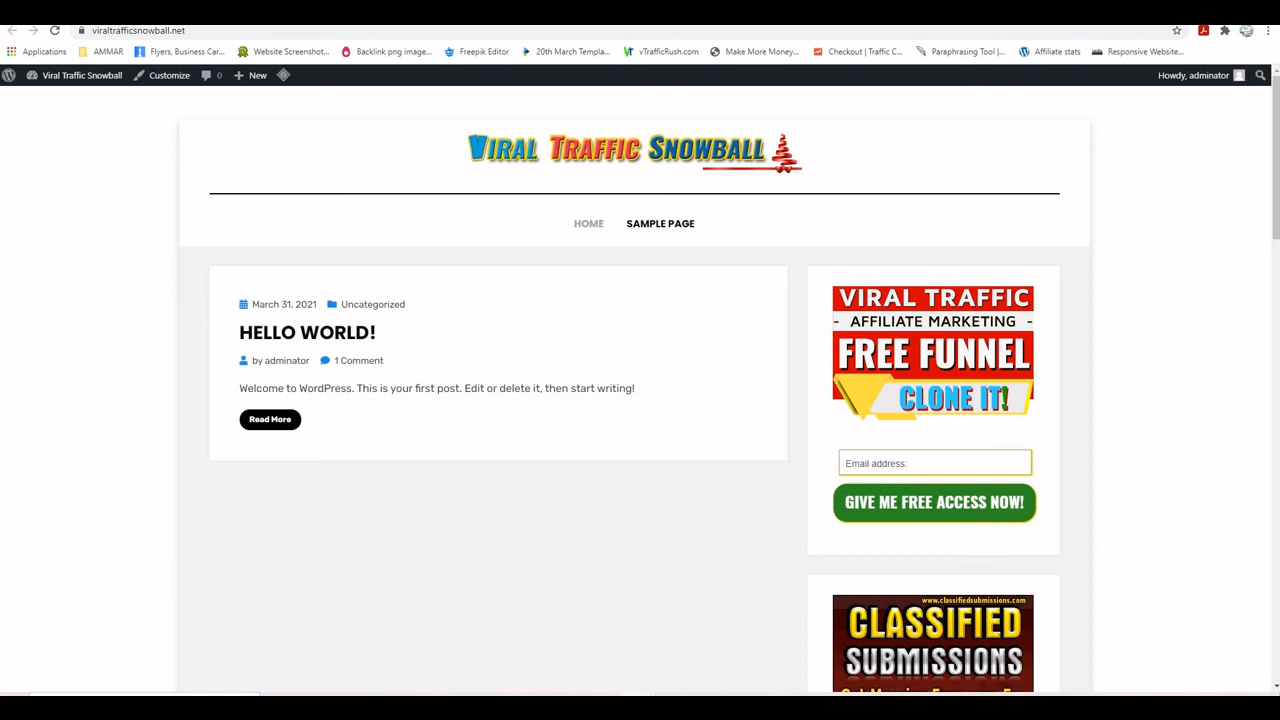 viraltrafficsnowball.net
Applications AMMAR Flyers, Business Car... Website Screenshot... Backlink png image... Freepik Editor 20th March Templa... vTrafficRush.com Make More Money... Checkout | Traffic C... Paraphrasing Tool |... Affiliate stats Responsive Website...
Viral Traffic Snowball Customize 0 New Howdy, adminator
VIRAL TRAFFIC SNOWBALL
HOME SAMPLE PAGE
March 31, 2021 Uncategorized
HELLO WORLD!
by adminator 1 Comment
Welcome to WordPress. This is your first post. Edit or delete it, then start writing!
Read More
VIRAL TRAFFIC
- AFFILIATE MARKETING -
FREE FUNNEL
CLONE IT!
Email address:
GIVE ME FREE ACCESS NOW!
www.classifiedsubmissions.com
CLASSIFIED
SUBMISSIONS